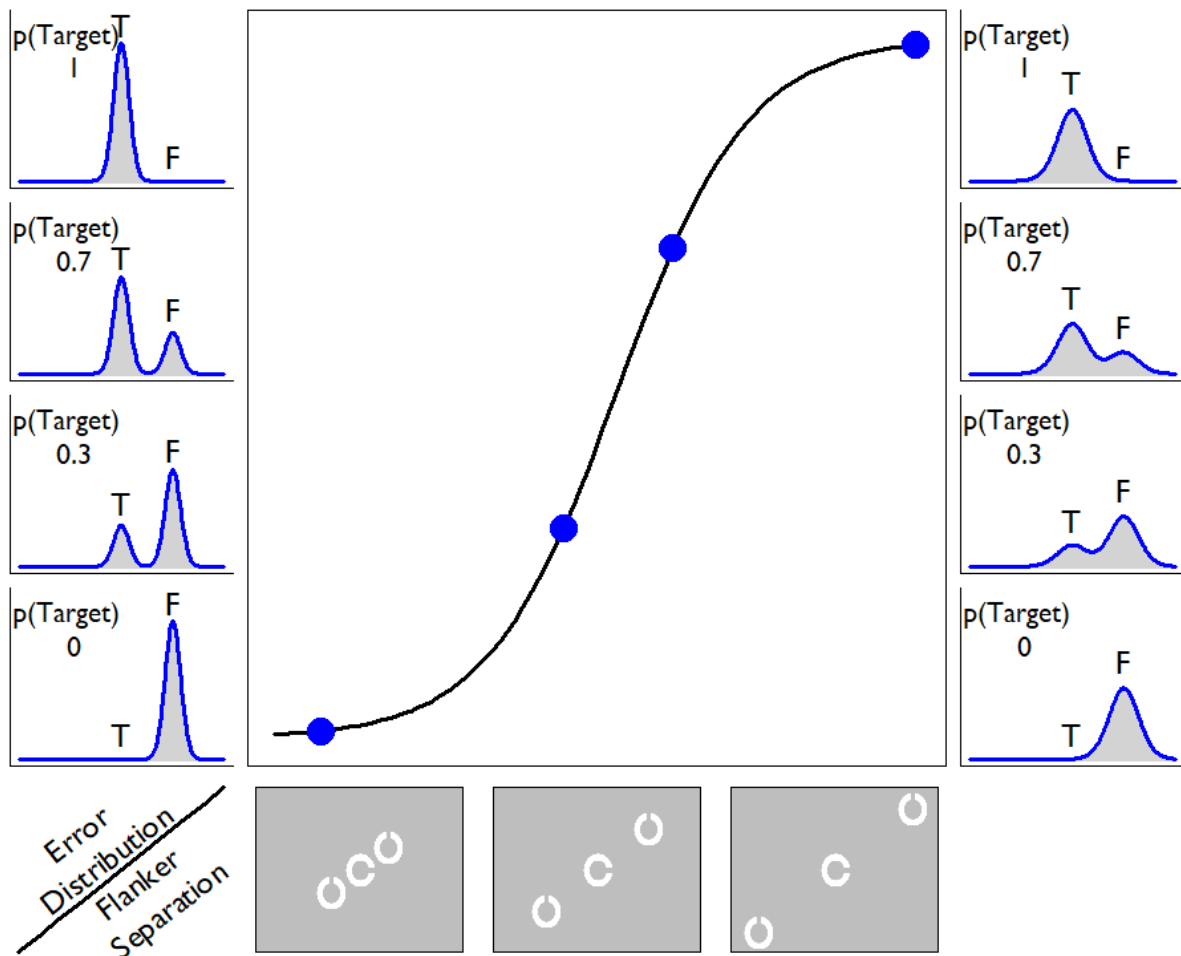 p(Target)
1
T
F
p(Target)
0.7
T
F
p(Target)
0.3
T
F
p(Target)
0
T
F
p(Target)
1
T
F
p(Target)
0.7
T
F
p(Target)
0.3
T
F
p(Target)
0
T
F
Error
Distribution
Flanker
Separation